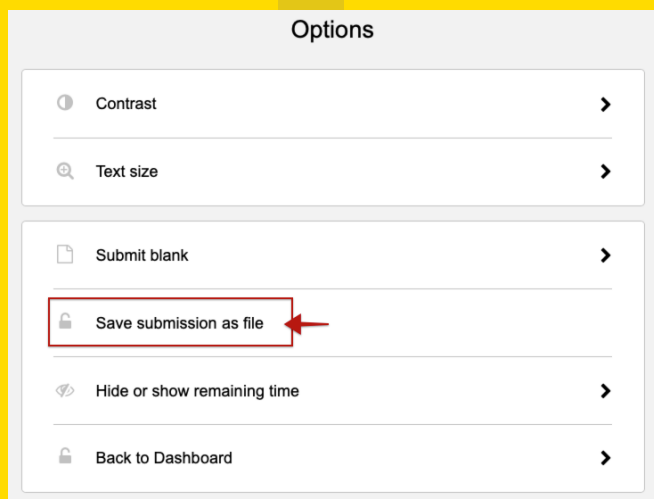 Options
Contrast
Text size
Submit blank
Save submission as file
Hide or show remaining time
Back to Dashboard